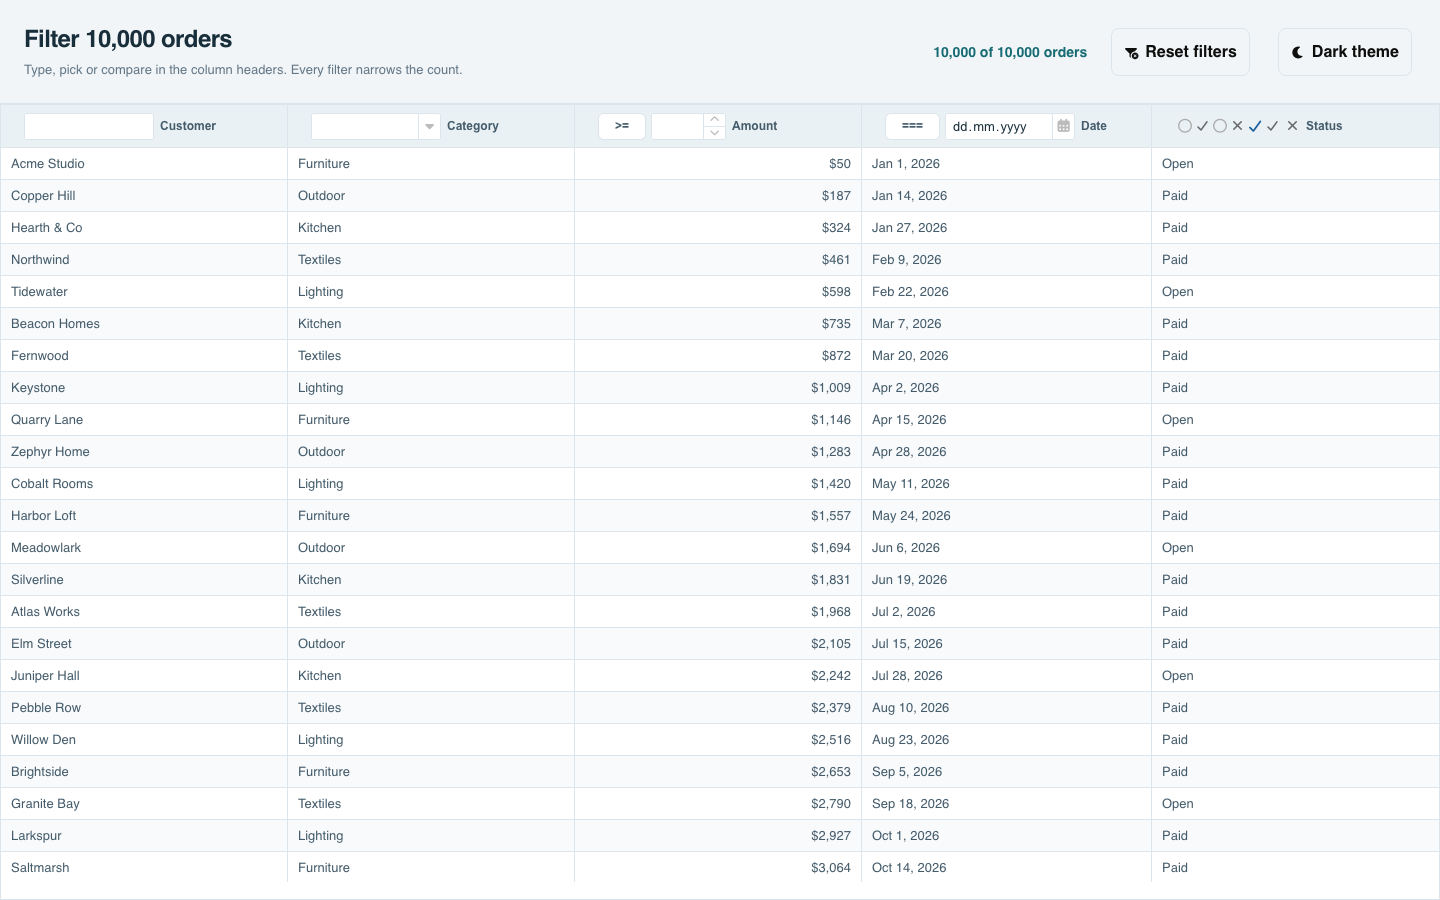 Filter 10,000 orders
Type, pick or compare in the column headers. Every filter narrows the count.
10,000 of 10,000 orders
Reset filters
Dark theme
Customer Category >= Amount === dd.mm.yyyy Date Status
Acme Studio Furniture $50 Jan 1, 2026 Open
Copper Hill Outdoor $187 Jan 14, 2026 Paid
Hearth & Co Kitchen $324 Jan 27, 2026 Paid
Northwind Textiles $461 Feb 9, 2026 Paid
Tidewater Lighting $598 Feb 22, 2026 Open
Beacon Homes Kitchen $735 Mar 7, 2026 Paid
Fernwood Textiles $872 Mar 20, 2026 Paid
Keystone Lighting $1,009 Apr 2, 2026 Paid
Quarry Lane Furniture $1,146 Apr 15, 2026 Open
Zephyr Home Outdoor $1,283 Apr 28, 2026 Paid
Cobalt Rooms Lighting $1,420 May 11, 2026 Paid
Harbor Loft Furniture $1,557 May 24, 2026 Paid
Meadowlark Outdoor $1,694 Jun 6, 2026 Open
Silverline Kitchen $1,831 Jun 19, 2026 Paid
Atlas Works Textiles $1,968 Jul 2, 2026 Paid
Elm Street Outdoor $2,105 Jul 15, 2026 Paid
Juniper Hall Kitchen $2,242 Jul 28, 2026 Open
Pebble Row Textiles $2,379 Aug 10, 2026 Paid
Willow Den Lighting $2,516 Aug 23, 2026 Paid
Brightside Furniture $2,653 Sep 5, 2026 Paid
Granite Bay Textiles $2,790 Sep 18, 2026 Open
Larkspur Lighting $2,927 Oct 1, 2026 Paid
Saltmarsh Furniture $3,064 Oct 14, 2026 Paid